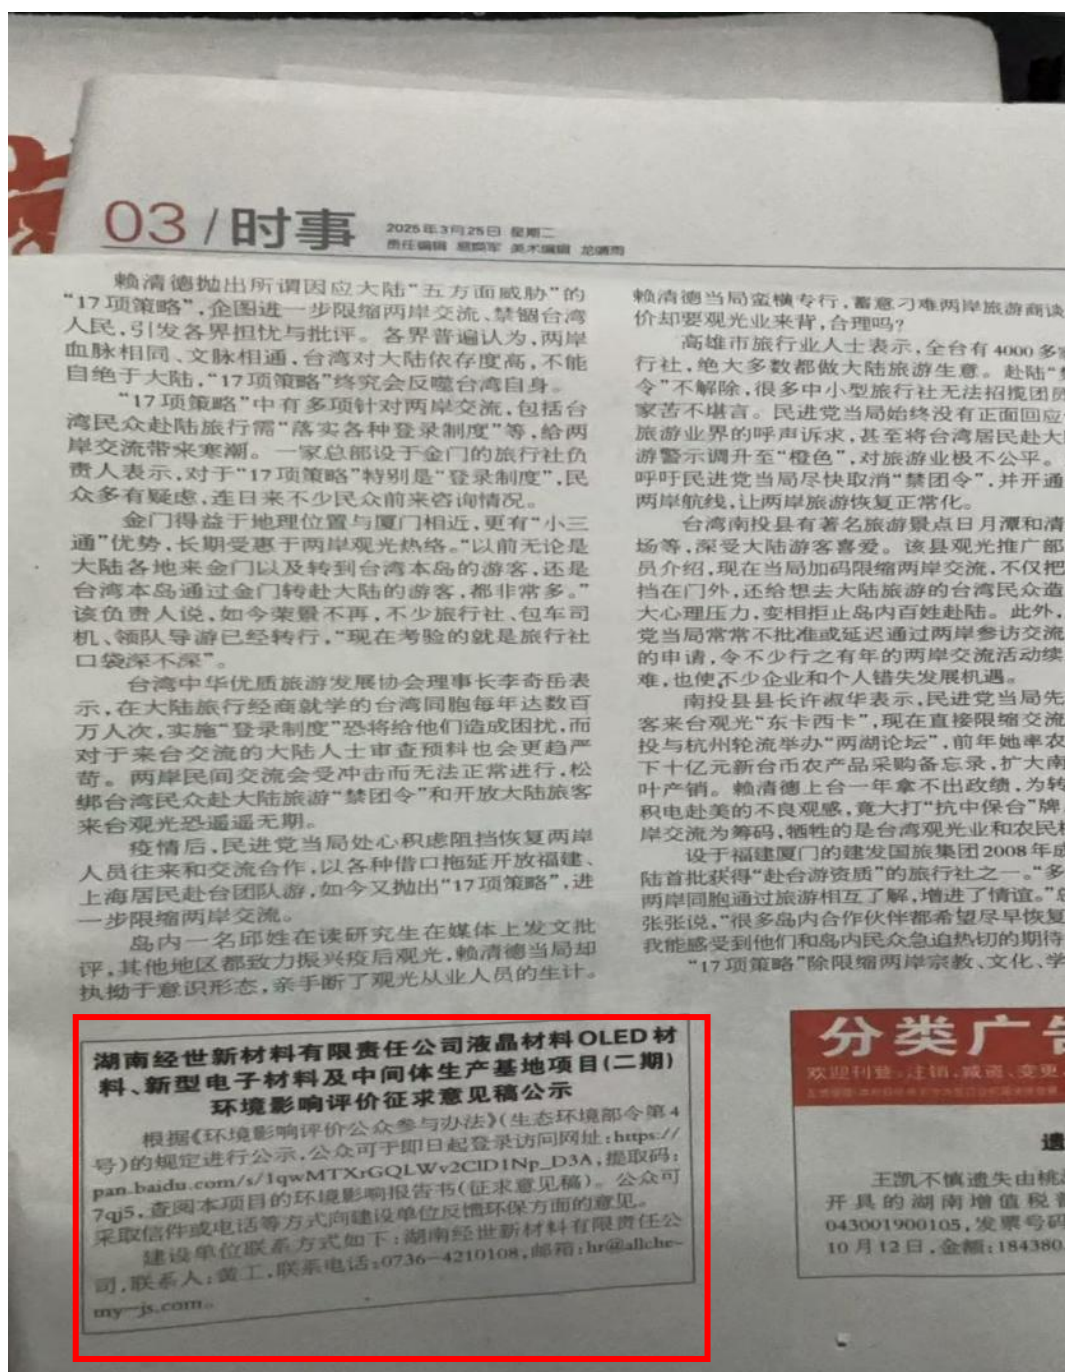 03/时事
2025年3月25日 星期二
责任编辑 美术编辑 龙晴雨
赖清德抛出所谓因应大陆“五方面威胁”的
“17项策略”,企图进一步限缩两岸交流、禁锢台湾
人民,引发各界担忧与批评。各界普遍认为,两岸
血脉相同、文脉相通,台湾对大陆依存度高,不能
自绝于大陆,“17项策略”终究会反噬台湾自身。
“17项策略”中有多项针对两岸交流,包括台
湾民众赴陆旅行需“落实各种登录制度”等,给两
岸交流带来寒潮。一家总部设于金门的旅行社负
责人表示,对于“17项策略”特别是“登录制度”,民
众多有疑虑,连日来不少民众前来咨询情况。
金门得益于地理位置与厦门相近,更有“小三
通”优势,长期受惠于两岸观光热络。“以前无论是
大陆各地来金门以及转到台湾本岛的游客,还是
台湾本岛通过金门转赴大陆的游客,都非常多。”
该负责人说,如今荣景不再,不少旅行社、包车司
机、领队导游已经转行,“现在考验的就是旅行社
口袋深不深”。
台湾中华优质旅游发展协会理事长李奇岳表
示,在大陆旅行经商就学的台湾同胞每年达数百
万人次,实施“登录制度”恐将给他们造成困扰,而
对于来台交流的大陆人士审查预料也会更趋严
苛。两岸民间交流会受冲击而无法正常进行,松
绑台湾民众赴大陆旅游“禁团令”和开放大陆旅客
来台观光恐遥遥无期。
疫情后,民进党当局处心积虑阻挡恢复两岸
人员往来和交流合作,以各种借口拖延开放福建、
上海居民赴台团队游,如今又抛出“17项策略”,进
一步限缩两岸交流。
岛内一名邱姓在读研究生在媒体上发文批
评,其他地区都致力振兴疫后观光,赖清德当局却
执拗于意识形态,亲手断了观光从业人员的生计。
赖清德当局蛮横专行,蓄意刁难两岸旅游商谈
价却要观光业来背,合理吗?
高雄市旅行业人士表示,全台有4000多
行社,绝大多数都做大陆旅游生意。赴陆“
令”不解除,很多中小型旅行社无法招揽团员
家苦不堪言。民进党当局始终没有正面回应
旅游业界的呼声诉求,甚至将台湾居民赴大
游警示调升至“橙色”,对旅游业极不公平。
呼吁民进党当局尽快取消“禁团令”,并开通
两岸航线,让两岸旅游恢复正常化。
台湾南投县有著名旅游景点日月潭和清
场等,深受大陆游客喜爱。该县观光推广部
员介绍,现在当局加码限缩两岸交流,不仅把
挡在门外,还给想去大陆旅游的台湾民众造
大心理压力,变相拒止岛内百姓赴陆。此外,
党当局常常不批准或延迟通过两岸参访交流
的申请,令不少行之有年的两岸交流活动续
难,也使不少企业和个人错失发展机遇。
南投县县长许淑华表示,民进党当局先
客来台观光“东卡西卡”,现在直接限缩交流
投与杭州轮流举办“两湖论坛”,前年她率农
下十亿元新台币农产品采购备忘录,扩大南
叶产销。赖清德上台一年拿不出政绩,为转
积电赴美的不良观感,竟大打“抗中保台”牌
岸交流为筹码,牺牲的是台湾观光业和农民
设于福建厦门的建发国旅集团2008年成
陆首批获得“赴台游资质”的旅行社之一。“多
两岸同胞通过旅游相互了解,增进了情谊。”
张张说,“很多岛内合作伙伴都希望尽早恢复
我能感受到他们和岛内民众急迫热切的期待
“17项策略”除限缩两岸宗教、文化、学
湖南经世新材料有限责任公司液晶材料OLED材
料、新型电子材料及中间体生产基地项目(二期)
环境影响评价征求意见稿公示
根据《环境影响评价公众参与办法》(生态环境部令第4
号)的规定进行公示,公众可于即日起登录访问网址:https://
pan.baidu.com/s/1qwMTXrGQLWv2ClD1Np_D3A,提取码:
7qj5,查阅本项目的环境影响报告书(征求意见稿)。公众可
采取信件或电话等方式向建设单位反馈环保方面的意见。
建设单位联系方式如下:湖南经世新材料有限责任公
司,联系人:黄工,联系电话:0736-4210108,邮箱:hr@allche-
my-js.com。
分类广告
欢迎刊登:注销、减资、变更
遗
王凯不慎遗失由桃
开具的湖南增值税普
043001900105,发票号码
10月12日,金额:184380